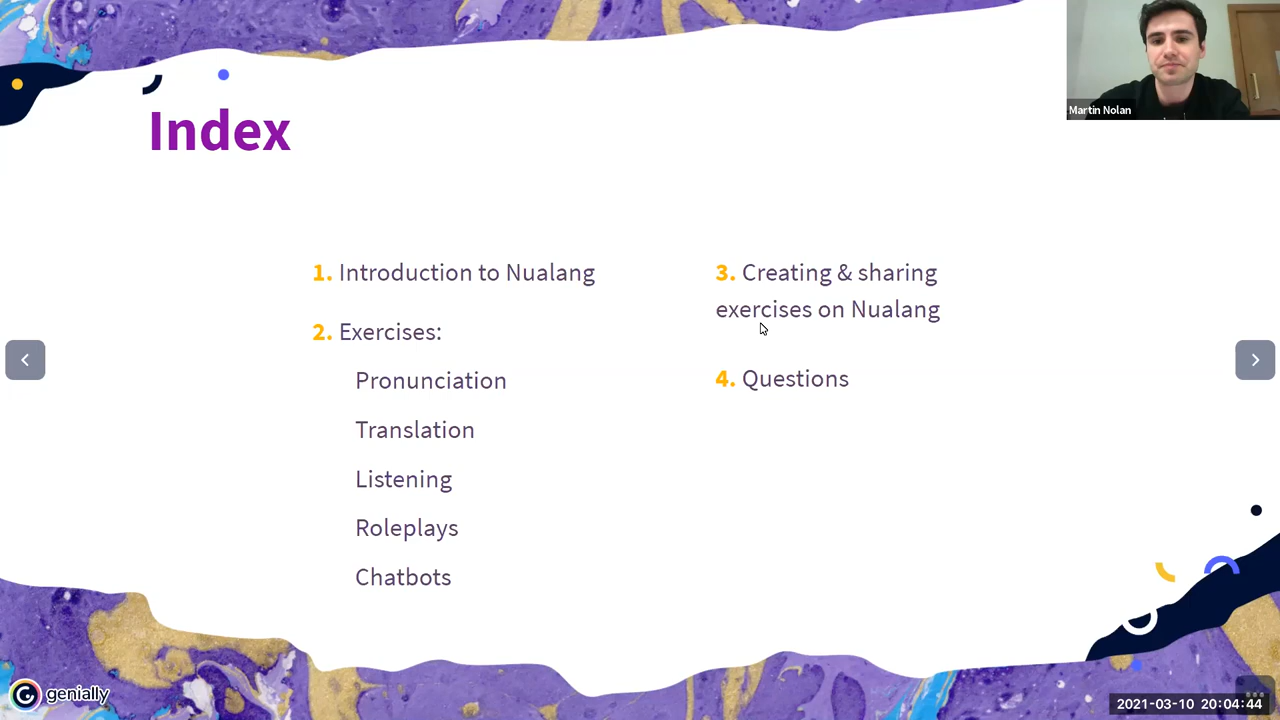 Martin Nolan
Index
1. Introduction to Nualang
2. Exercises:
Pronunciation
Translation
Listening
Roleplays
Chatbots
3. Creating & sharing
exercises on Nualang
4. Questions
genially
2021-03-10 20:04:44